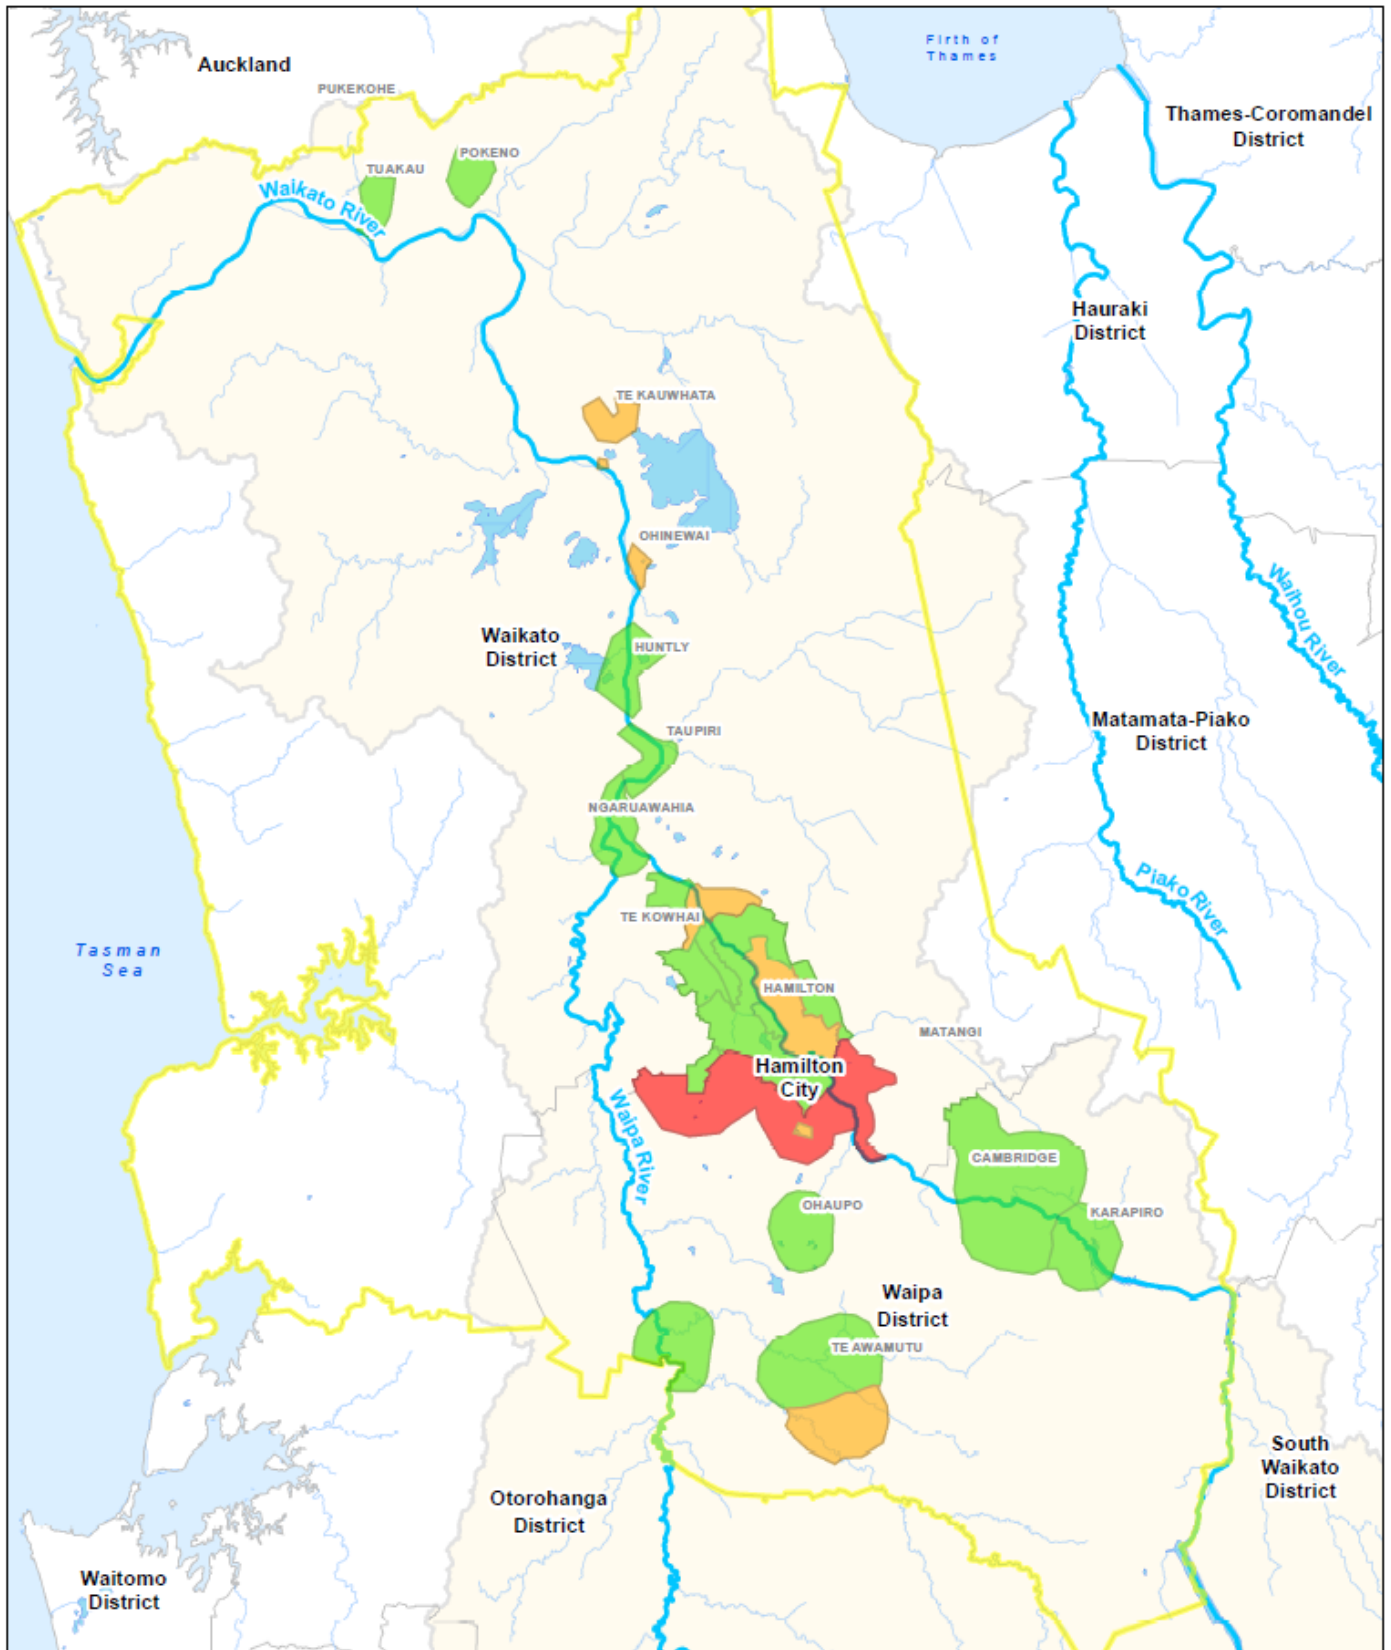 Firth of
Thames
Auckland
PUKEKOHE
Thames-Coromandel
District
POKENO
TUAKAU
Waikato River
Hauraki
District
TE KAUWHATA
OHINEWAI
Waihou River
Waikato
District
HUNTLY
Matamata-Piako
District
TAUPIRI
NGARUAWAHIA
Piako River
TE KOWHAI
Tasman
Sea
HAMILTON
MATANGI
Hamilton
City
Waipa River
CAMBRIDGE
OHAUPO
KARAPIRO
Waipa
District
TE AWAMUTU
South
Waikato
District
Otorohanga
District
Waitomo
District